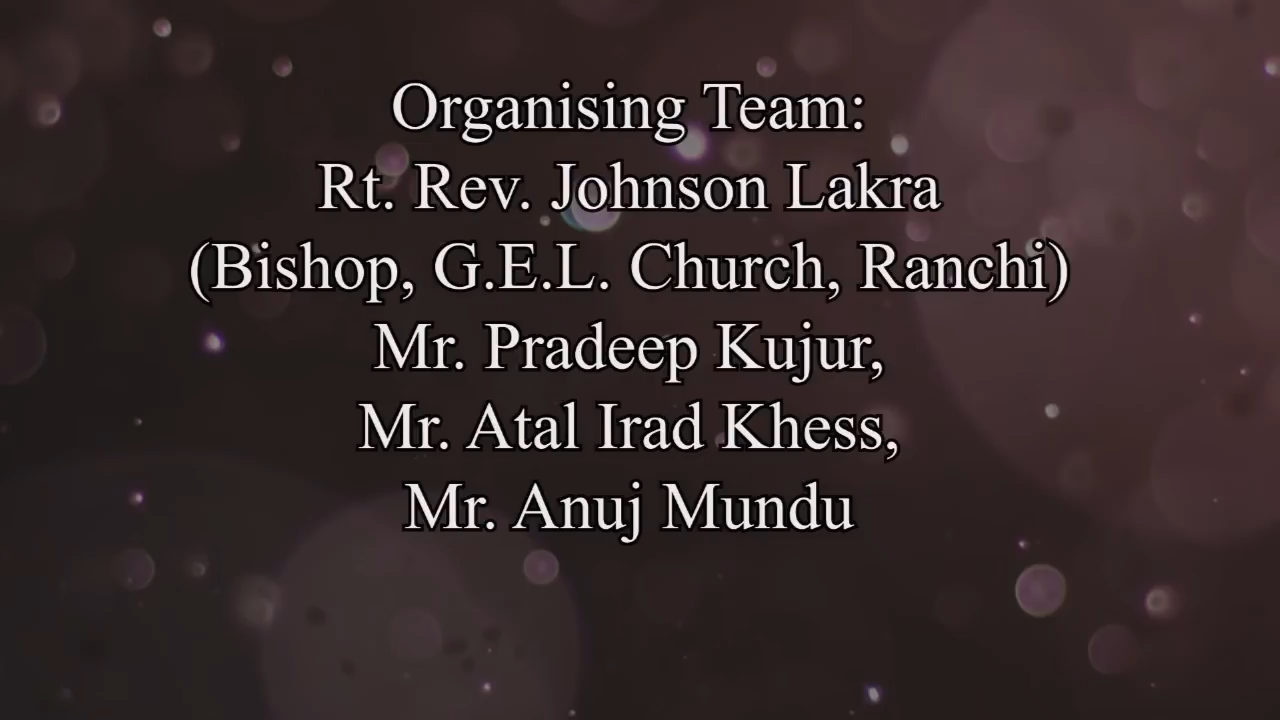 Organising Team:
Rt. Rev. Johnson Lakra
(Bishop, G.E.L. Church, Ranchi)
Mr. Pradeep Kujur,
Mr. Atal Irad Khess,
Mr. Anuj Mundu